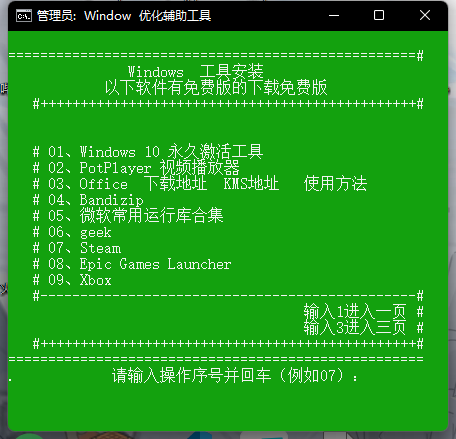 管理员: Window 优化辅助工具
====================================================#
Windows 工具安装
以下软件有免费版的下载免费版
#+++++++++++++++++++++++++++++++++++++++++++++++#
# 01、Windows 10 永久激活工具
# 02、PotPlayer 视频播放器
# 03、Office 下载地址 KMS地址 使用方法
# 04、Bandizip
# 05、微软常用运行库合集
# 06、geek
# 07、Steam
# 08、Epic Games Launcher
# 09、Xbox
#-----------------------------------------------#
输入1进入一页 #
输入3进入三页 #
#+++++++++++++++++++++++++++++++++++++++++++++++#
====================================================
. 请输入操作序号并回车（例如07）: